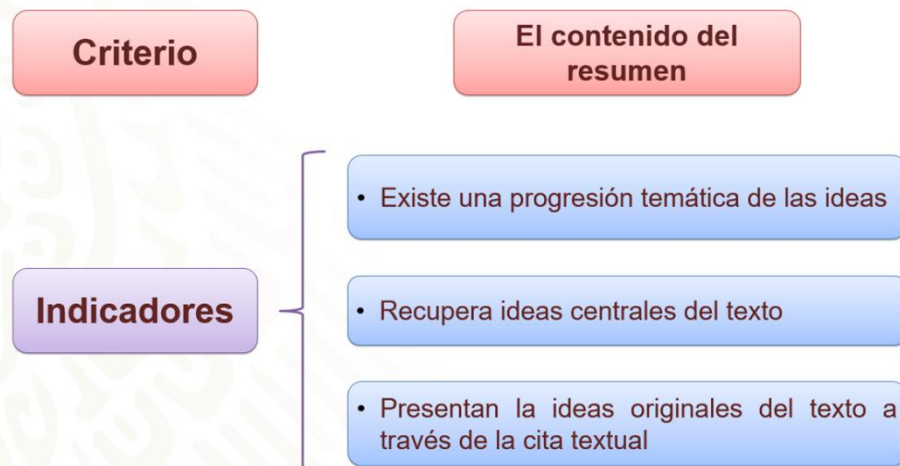 Criterio
El contenido del
resumen
• Existe una progresión temática de las ideas
Indicadores
• Recupera ideas centrales del texto
• Presentan la ideas originales del texto a
través de la cita textual